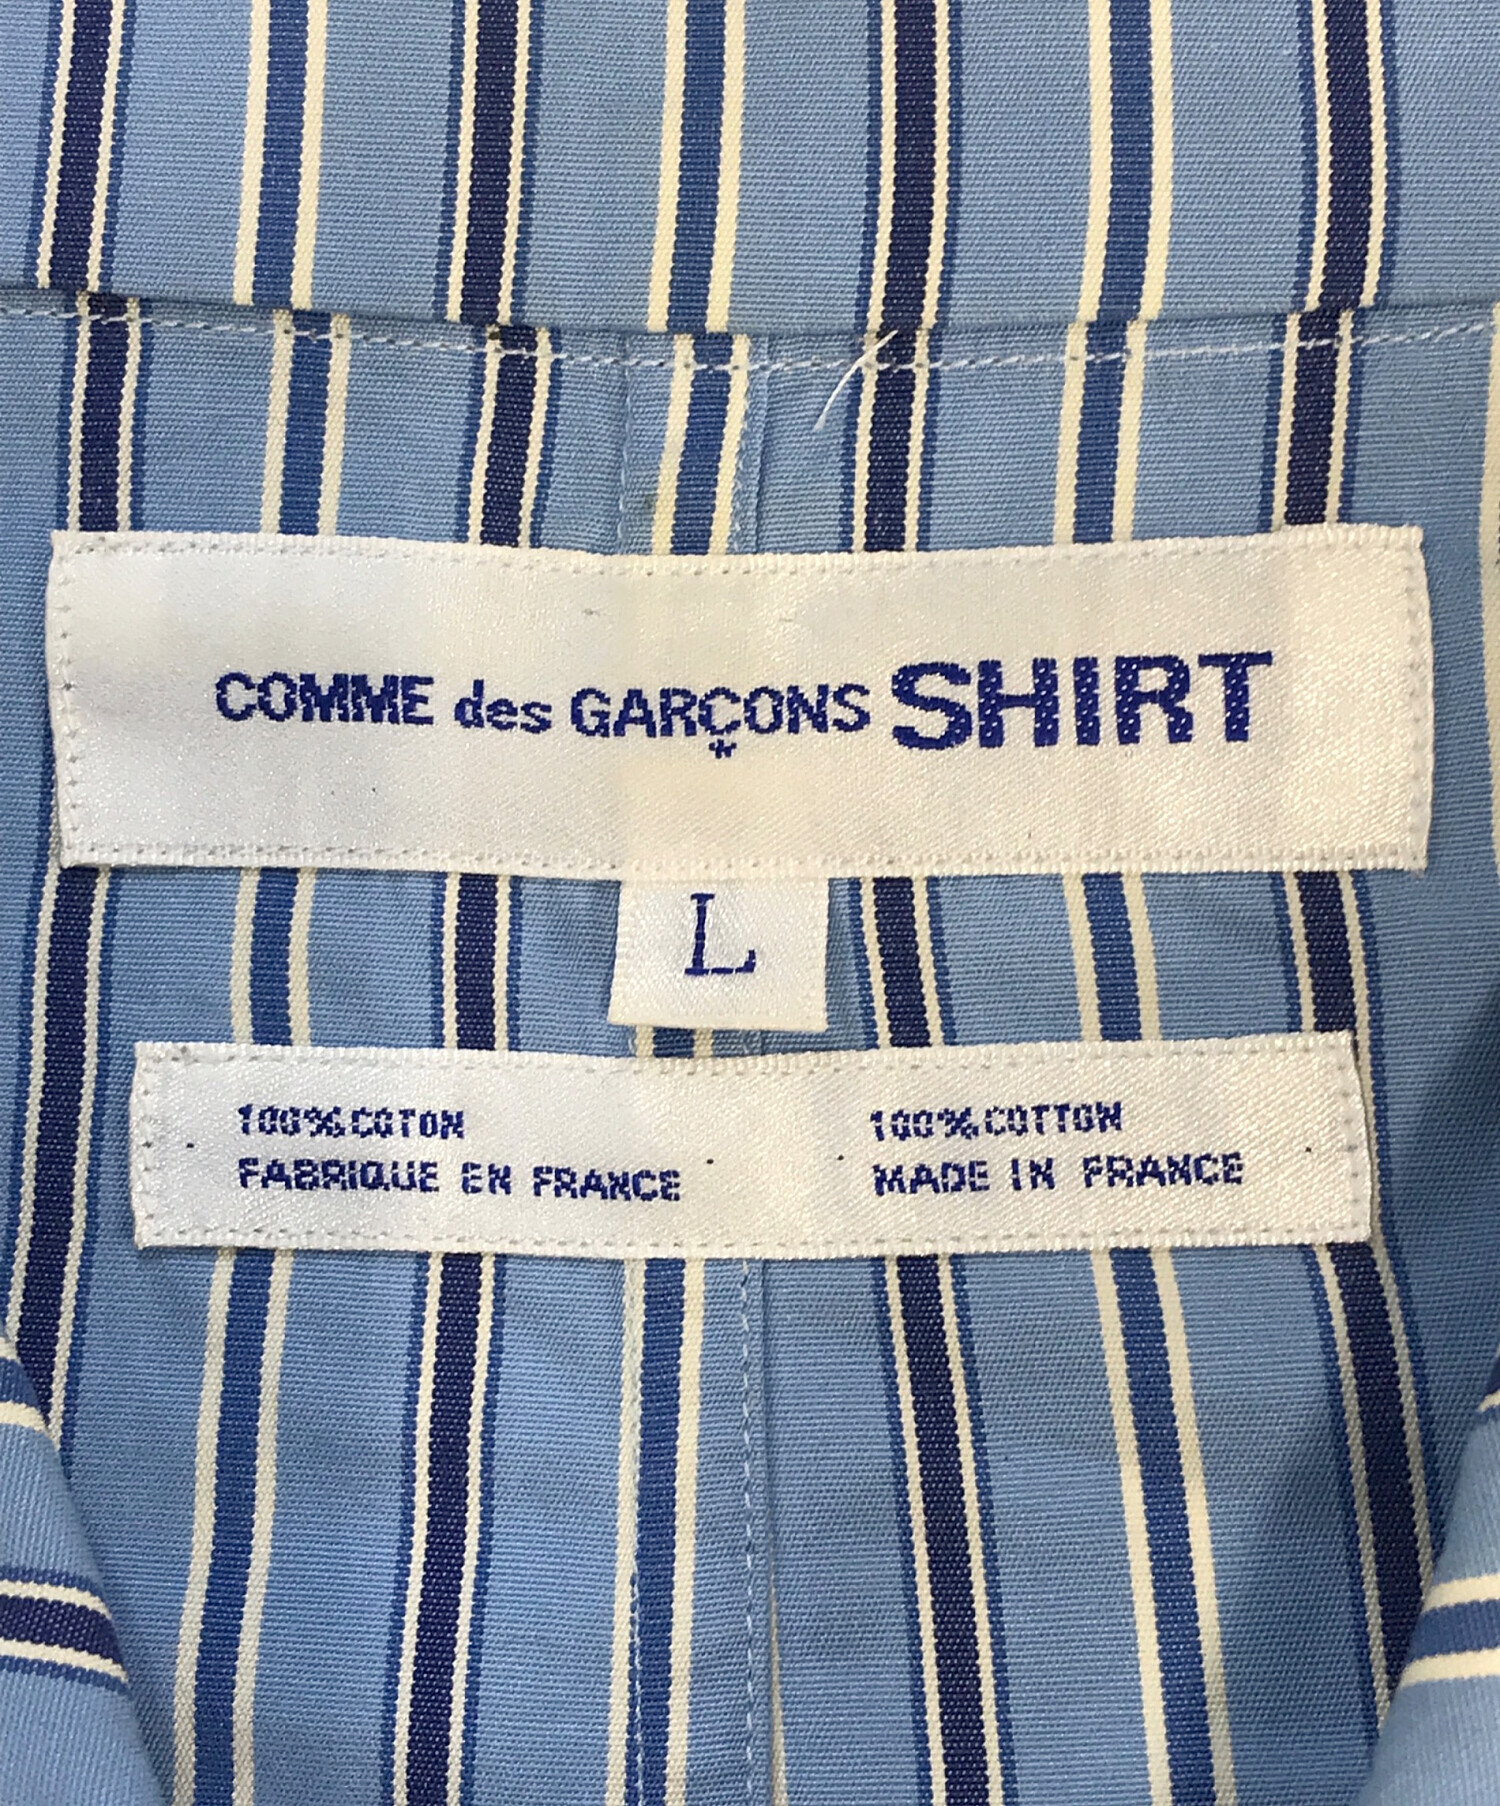 COMME des GARÇONS SHIRT
L
100% COTON
FABRIQUE EN FRANCE
100% COTTON
MADE IN FRANCE